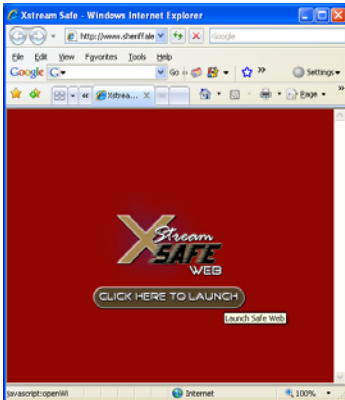 Xstream Safe - Windows Internet Explorer
http://www.sheriffale
Google
File Edit View Favorites Tools Help
Google G Go Settings
Xstrea... X Page
XStream
SAFE
WEB
CLICK HERE TO LAUNCH
Launch Safe Web
javascript:openWi Internet 100%